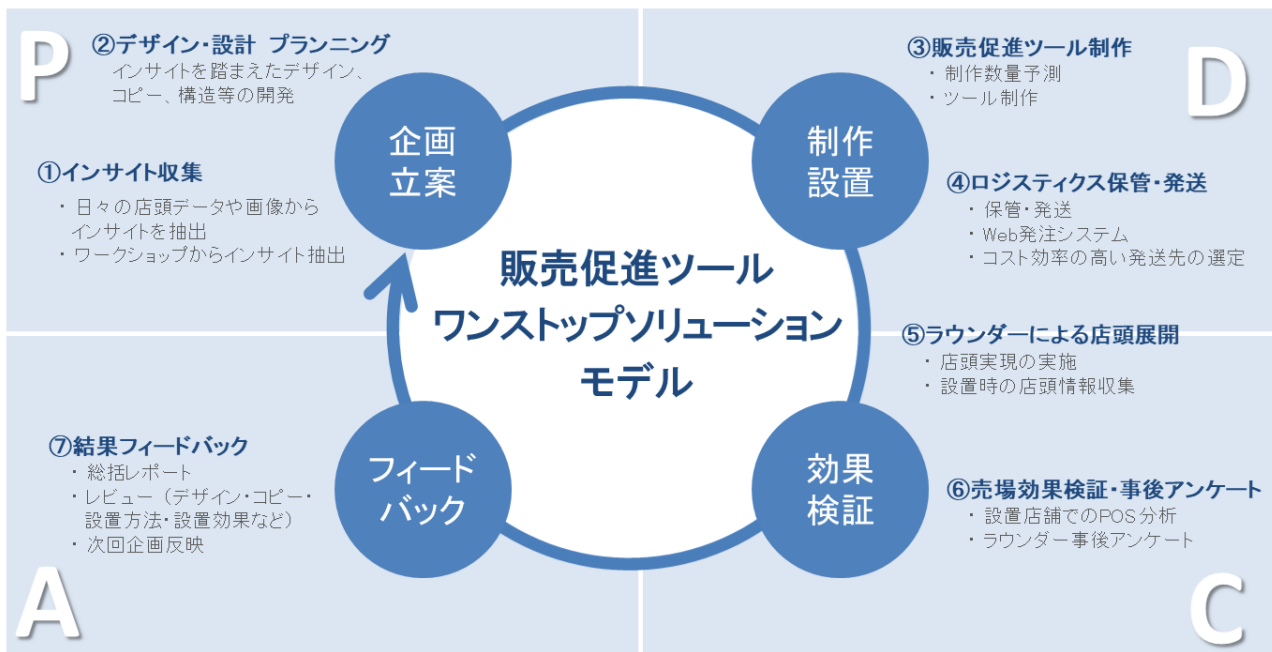 P
②デザイン・設計 プランニング
インサイトを踏まえたデザイン、
コピー、構造等の開発
①インサイト収集
・日々の店頭データや画像から
インサイトを抽出
・ワークショップからインサイト抽出
企画
立案
D
③販売促進ツール制作
・制作数量予測
・ツール制作
制作
設置
④ロジスティクス保管・発送
・保管・発送
・Web発注システム
・コスト効率の高い発送先の選定
販売促進ツール
ワンストップソリューション
モデル
⑤ラウンダーによる店頭展開
・店頭実現の実施
・設置時の店頭情報収集
効果
検証
⑥売場効果検証・事後アンケート
・設置店舗でのPOS分析
・ラウンダー事後アンケート
C
⑦結果フィードバック
・総括レポート
・レビュー（デザイン・コピー・
設置方法・設置効果など）
・次回企画反映
フィード
バック
A